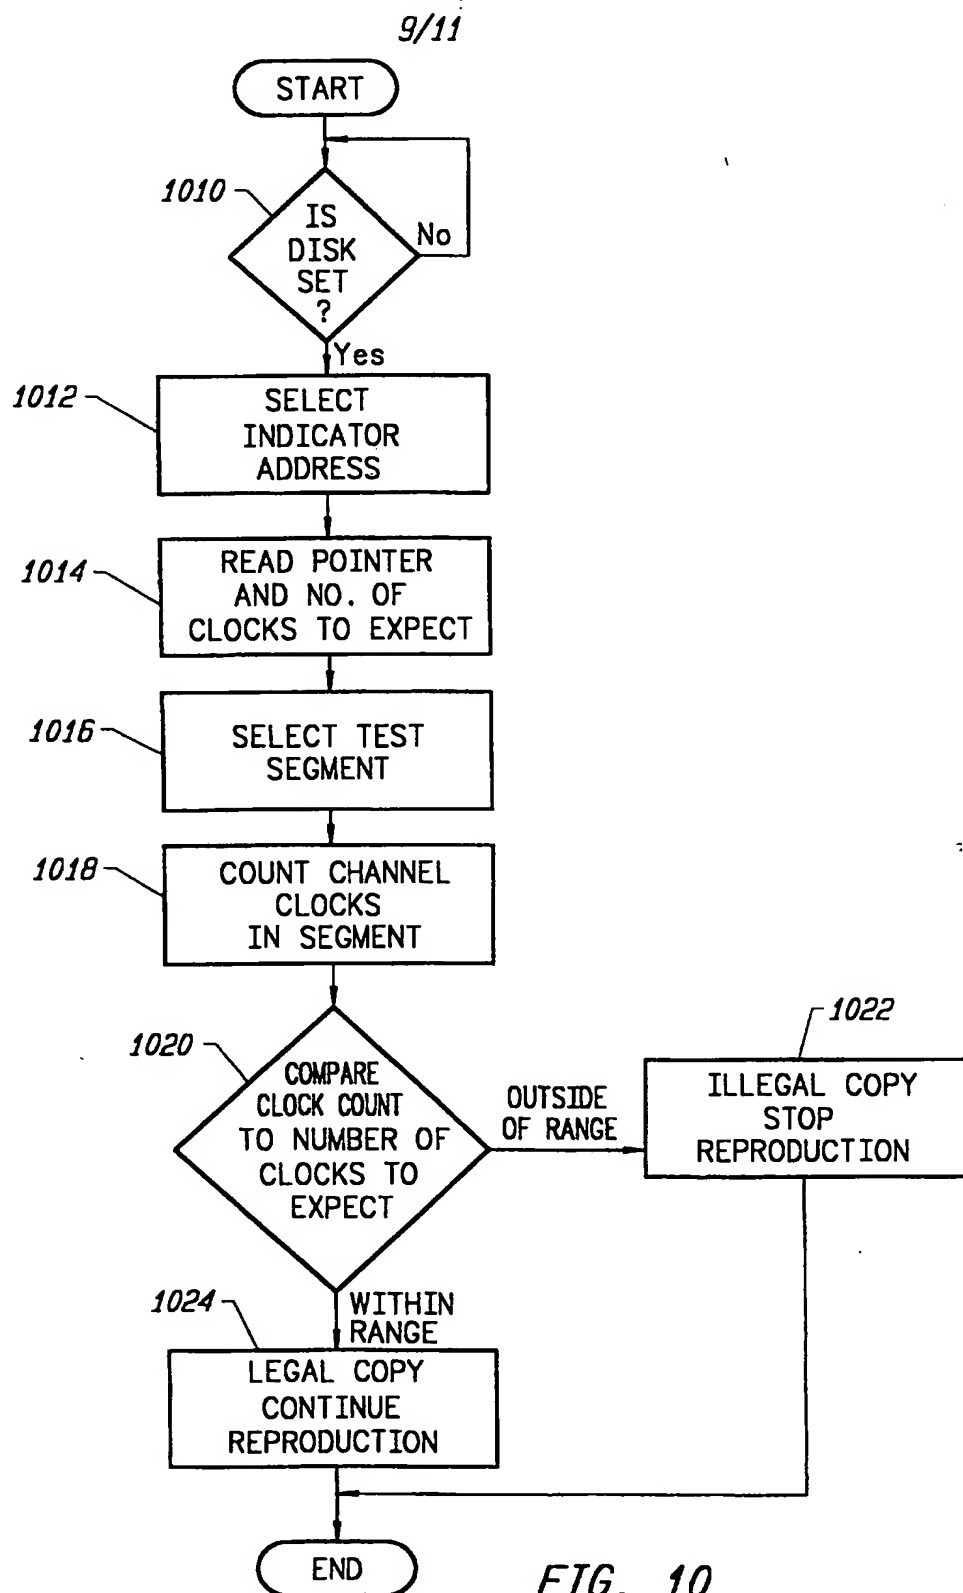 9/11
START
1010
IS
DISK
SET
?
No
Yes
1012
SELECT
INDICATOR
ADDRESS
1014
READ POINTER
AND NO. OF
CLOCKS TO EXPECT
1016
SELECT TEST
SEGMENT
1018
COUNT CHANNEL
CLOCKS
IN SEGMENT
1020
COMPARE
CLOCK COUNT
TO NUMBER OF
CLOCKS TO
EXPECT
OUTSIDE
OF RANGE
1022
ILLEGAL COPY
STOP
REPRODUCTION
WITHIN
RANGE
1024
LEGAL COPY
CONTINUE
REPRODUCTION
END
FIG. 10